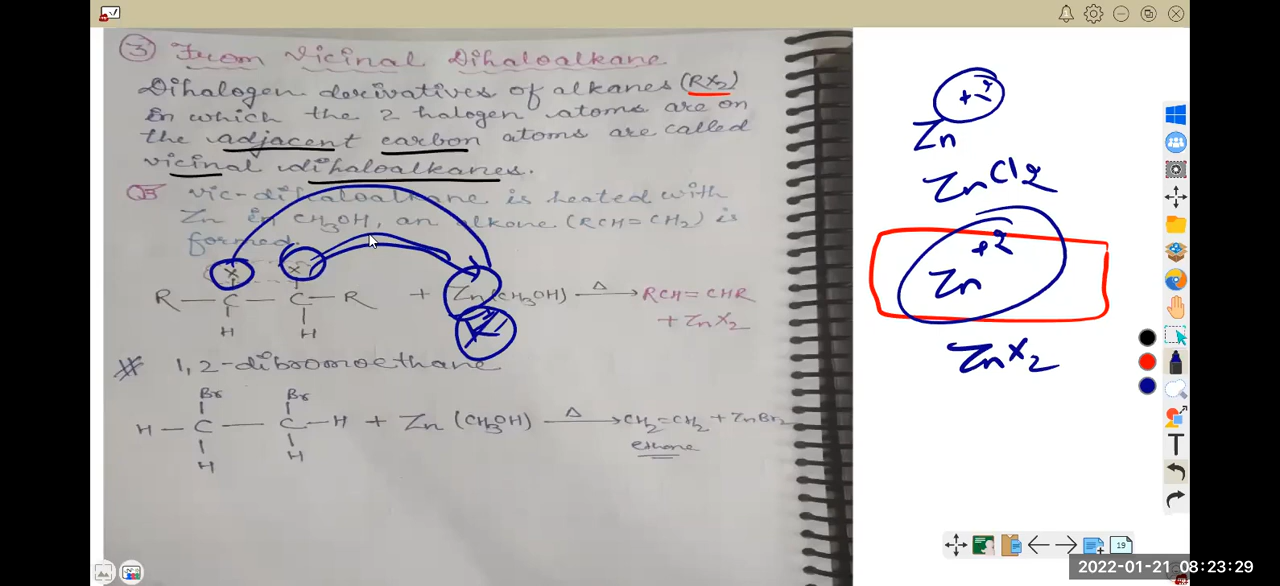 ③ From Vicinal Dihaloalkane
Dihalogen derivatives of alkanes (RX2)
in which the 2 halogen atoms are on
the adjacent carbon atoms are called
vicinal dihaloalkanes.
Vic-dihaloalkane is heated with
Zn in CH3OH, an alkene (RCH=CH2) is
formed.
X X
R — C — C — R + Zn (CH3OH) Δ→ RCH=CHR
H H + ZnX2
1,2-dibromoethane
Br Br
H — C — C — H + Zn (CH3OH) Δ→ CH2=CH2 + ZnBr2
H H ethene
Zn
ZnCl2
Zn+2
ZnX2
19
T
2022-01-21 08:23:29